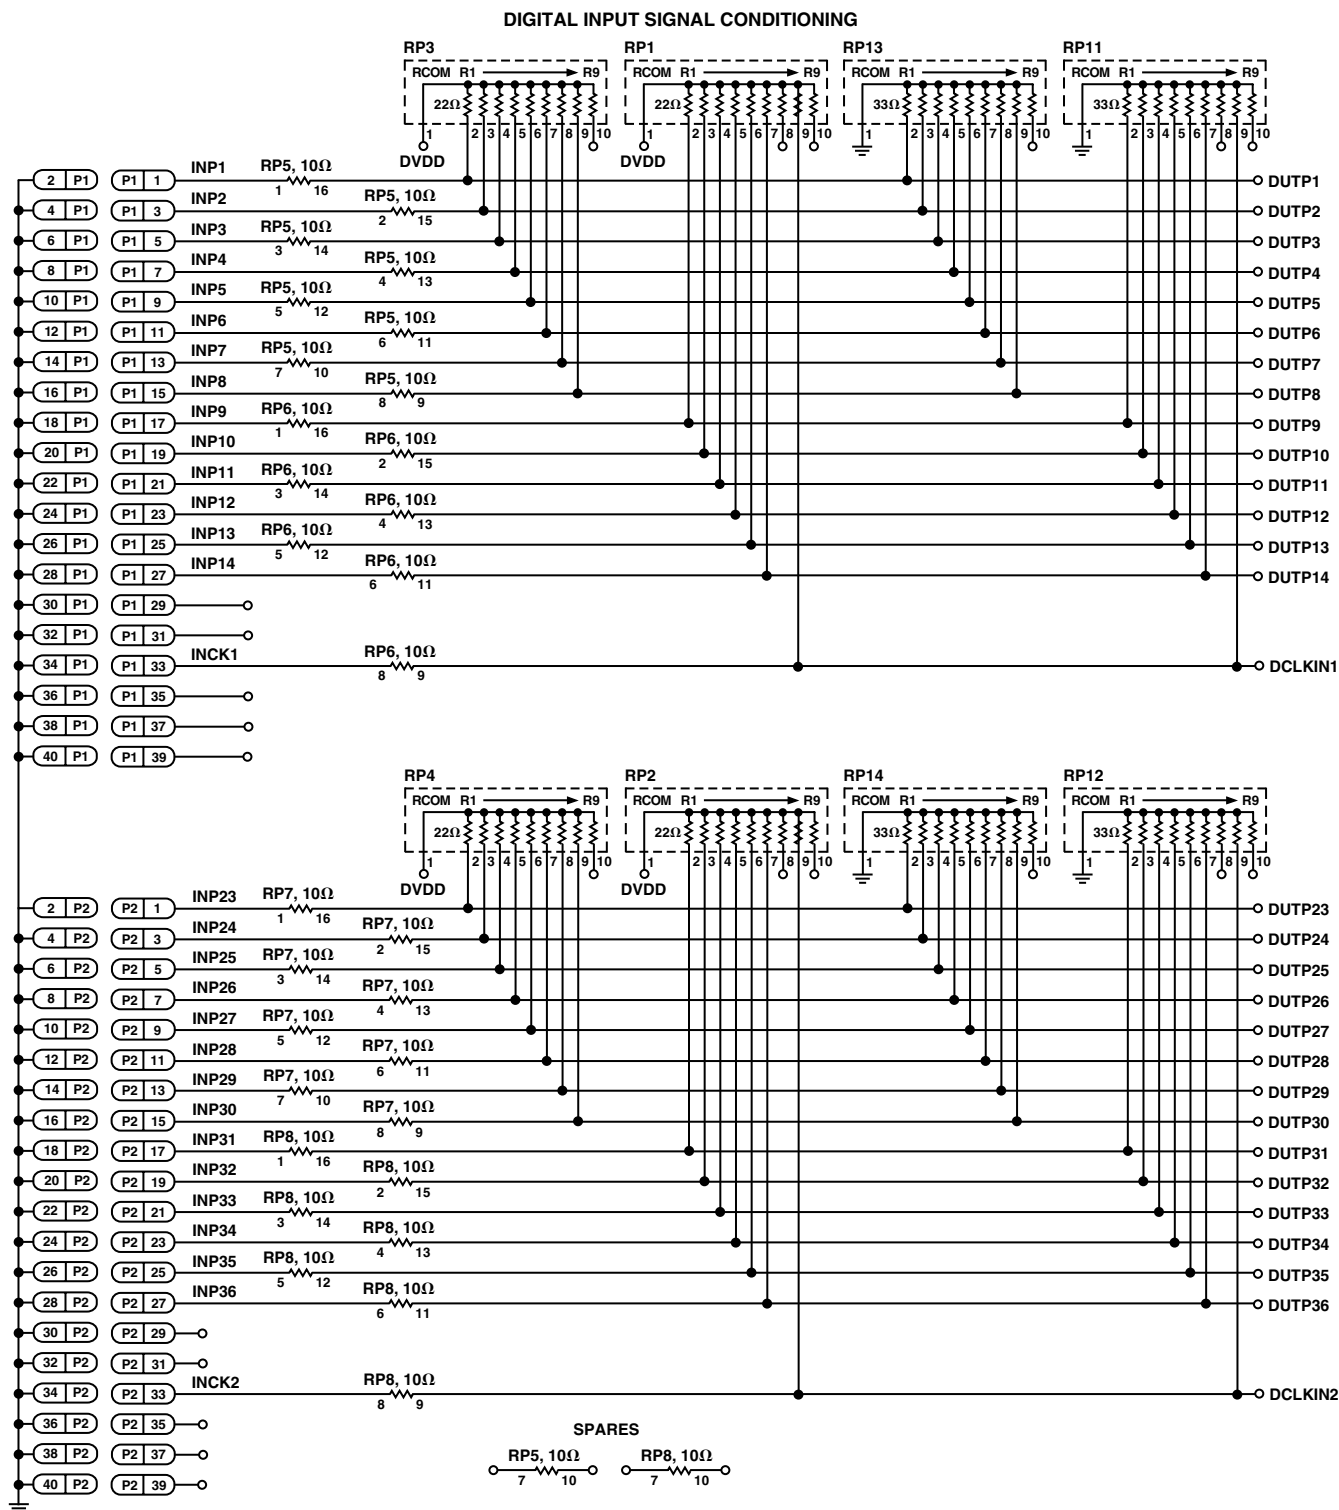 DIGITAL INPUT SIGNAL CONDITIONING
RP3 RP1 RP13 RP11
RCOM R1 R9 RCOM R1 R9 RCOM R1 R9 RCOM R1 R9
22Ω 22Ω 33Ω 33Ω
1 2 3 4 5 6 7 8 9 10 1 2 3 4 5 6 7 8 9 10 1 2 3 4 5 6 7 8 9 10 1 2 3 4 5 6 7 8 9 10
DVDD DVDD
2 P1 P1 1 INP1 RP5, 10Ω 1 16 DUTP1
4 P1 P1 3 INP2 RP5, 10Ω 2 15 DUTP2
6 P1 P1 5 INP3 RP5, 10Ω 3 14 DUTP3
8 P1 P1 7 INP4 RP5, 10Ω 4 13 DUTP4
10 P1 P1 9 INP5 RP5, 10Ω 5 12 DUTP5
12 P1 P1 11 INP6 RP5, 10Ω 6 11 DUTP6
14 P1 P1 13 INP7 RP5, 10Ω 7 10 DUTP7
16 P1 P1 15 INP8 RP5, 10Ω 8 9 DUTP8
18 P1 P1 17 INP9 RP6, 10Ω 1 16 DUTP9
20 P1 P1 19 INP10 RP6, 10Ω 2 15 DUTP10
22 P1 P1 21 INP11 RP6, 10Ω 3 14 DUTP11
24 P1 P1 23 INP12 RP6, 10Ω 4 13 DUTP12
26 P1 P1 25 INP13 RP6, 10Ω 5 12 DUTP13
28 P1 P1 27 INP14 RP6, 10Ω 6 11 DUTP14
30 P1 P1 29
32 P1 P1 31
34 P1 P1 33 INCK1 RP6, 10Ω 8 9 DCLKIN1
36 P1 P1 35
38 P1 P1 37
40 P1 P1 39
RP4 RP2 RP14 RP12
RCOM R1 R9 RCOM R1 R9 RCOM R1 R9 RCOM R1 R9
22Ω 22Ω 33Ω 33Ω
1 2 3 4 5 6 7 8 9 10 1 2 3 4 5 6 7 8 9 10 1 2 3 4 5 6 7 8 9 10 1 2 3 4 5 6 7 8 9 10
DVDD DVDD
2 P2 P2 1 INP23 RP7, 10Ω 1 16 DUTP23
4 P2 P2 3 INP24 RP7, 10Ω 2 15 DUTP24
6 P2 P2 5 INP25 RP7, 10Ω 3 14 DUTP25
8 P2 P2 7 INP26 RP7, 10Ω 4 13 DUTP26
10 P2 P2 9 INP27 RP7, 10Ω 5 12 DUTP27
12 P2 P2 11 INP28 RP7, 10Ω 6 11 DUTP28
14 P2 P2 13 INP29 RP7, 10Ω 7 10 DUTP29
16 P2 P2 15 INP30 RP7, 10Ω 8 9 DUTP30
18 P2 P2 17 INP31 RP8, 10Ω 1 16 DUTP31
20 P2 P2 19 INP32 RP8, 10Ω 2 15 DUTP32
22 P2 P2 21 INP33 RP8, 10Ω 3 14 DUTP33
24 P2 P2 23 INP34 RP8, 10Ω 4 13 DUTP34
26 P2 P2 25 INP35 RP8, 10Ω 5 12 DUTP35
28 P2 P2 27 INP36 RP8, 10Ω 6 11 DUTP36
30 P2 P2 29
32 P2 P2 31
34 P2 P2 33 INCK2 RP8, 10Ω 8 9 DCLKIN2
36 P2 P2 35
38 P2 P2 37
40 P2 P2 39
SPARES
RP5, 10Ω RP8, 10Ω
7 10 7 10